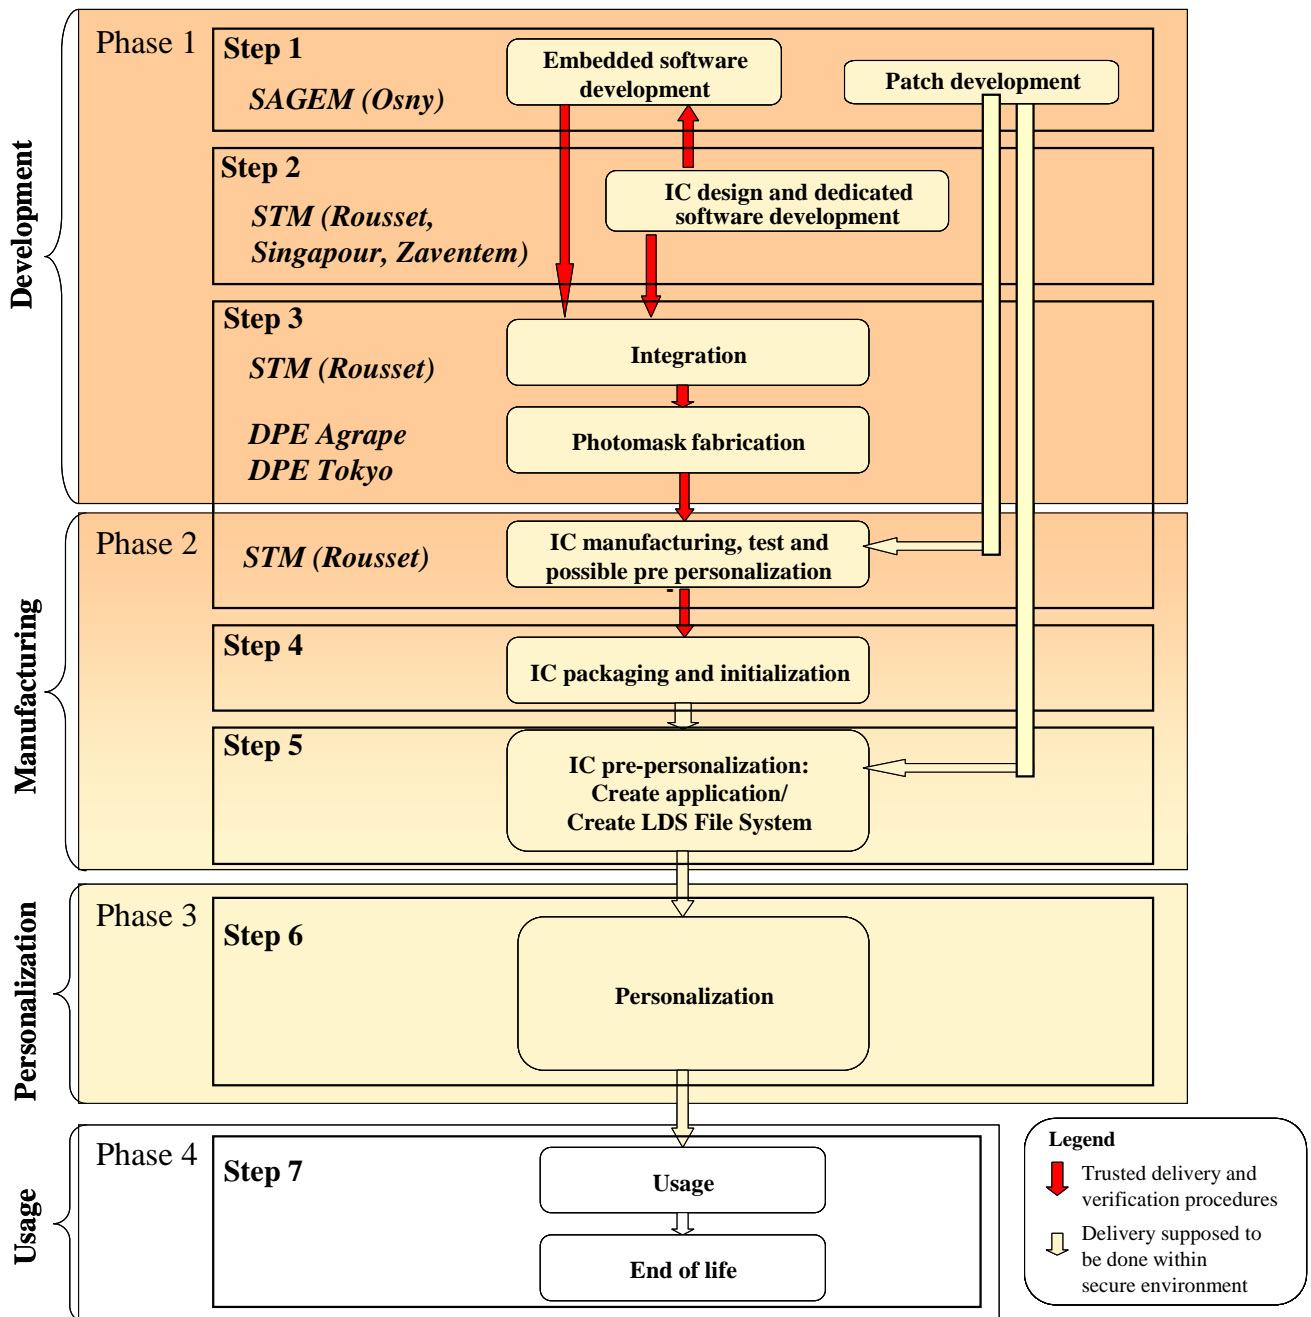 Development
Phase 1
Step 1
SAGEM (Osny)
Embedded software
development
Patch development
Step 2
STM (Rousset,
Singapour, Zaventem)
IC design and dedicated
software development
Step 3
STM (Rousset)
Integration
DPE Agrape
DPE Tokyo
Photomask fabrication
Manufacturing
Phase 2
STM (Rousset)
IC manufacturing, test and
possible pre personalization
-
Step 4
IC packaging and initialization
Step 5
IC pre-personalization:
Create application/
Create LDS File System
Personalization
Phase 3
Step 6
Personalization
Usage
Phase 4
Step 7
Usage
End of life
Legend
Trusted delivery and
verification procedures
Delivery supposed to
be done within
secure environment